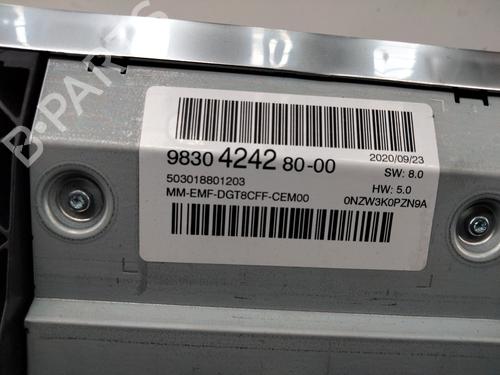 B-PARTS
9830 4242 80-00
2020/09/23
503018801203
SW: 8.0
MM-EMF-DGT8CFF-CEM00
HW: 5.0
0NZW3K0PZN9A